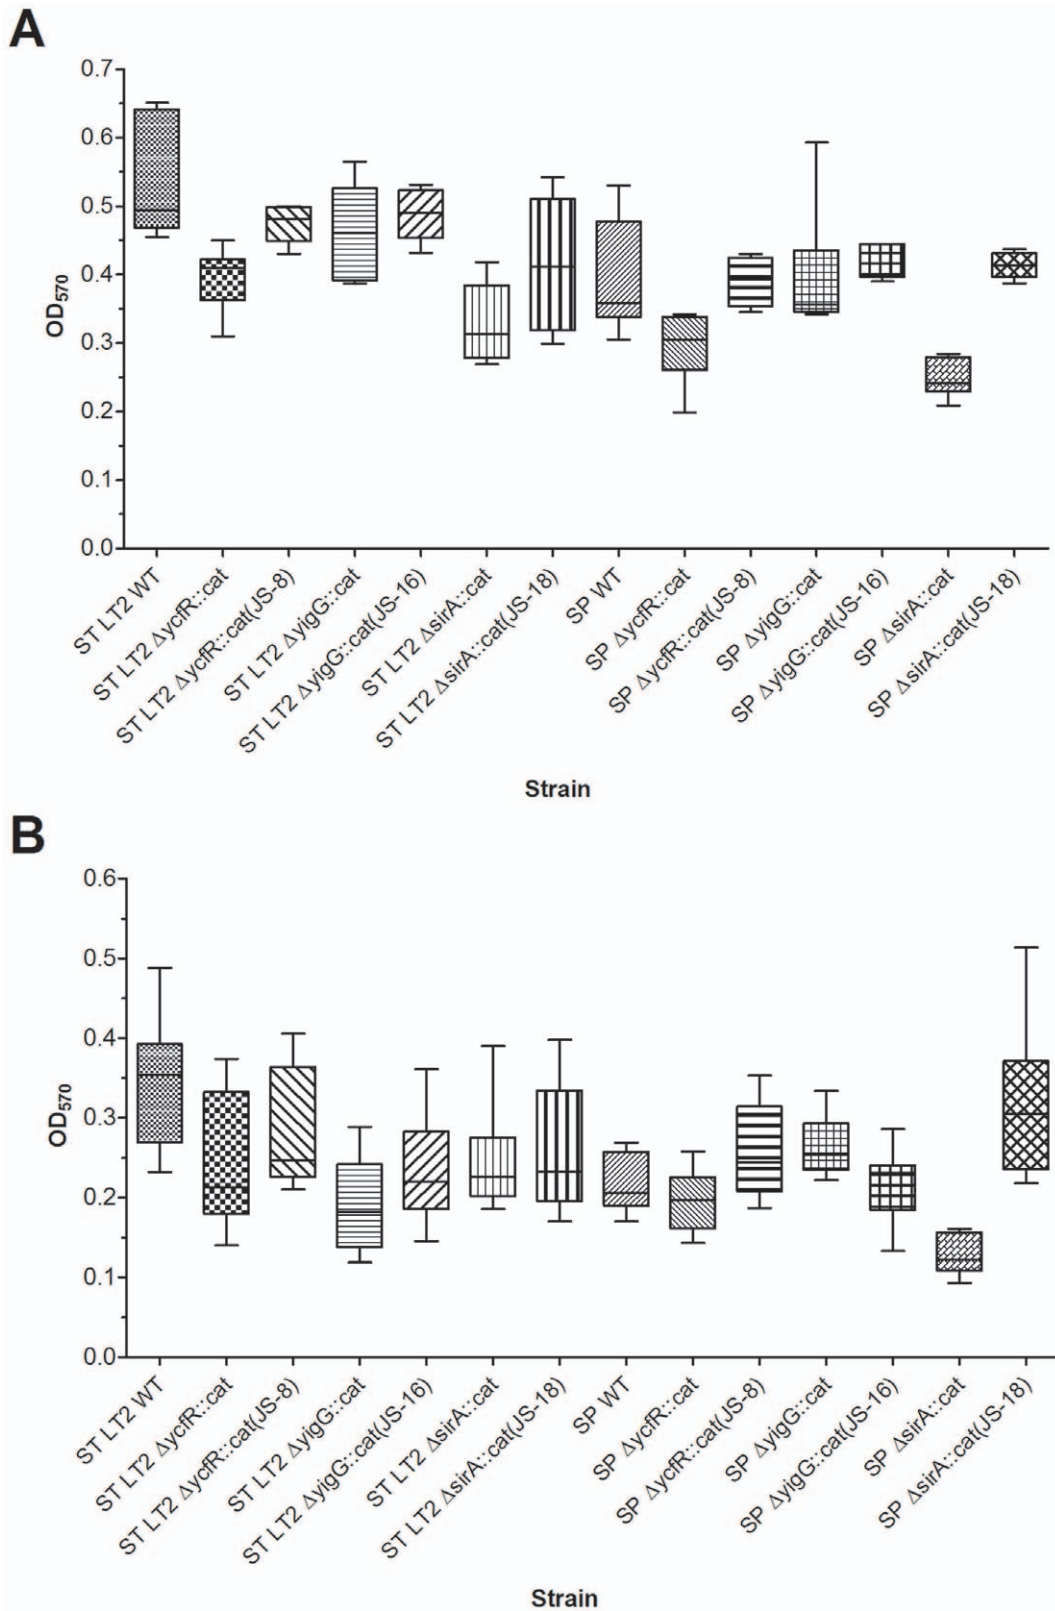 A
0.7
0.6
0.5
0.4
0.3
0.2
0.1
0.0
OD570
ST LT2 WT
ST LT2 ΔycfR::cat
ST LT2 ΔycfR::cat(JS-8)
ST LT2 ΔyigG::cat
ST LT2 ΔyigG::cat(JS-16)
ST LT2 ΔsirA::cat
ST LT2 ΔsirA::cat(JS-18)
SP WT
SP ΔycfR::cat
SP ΔycfR::cat(JS-8)
SP ΔyigG::cat
SP ΔyigG::cat(JS-16)
SP ΔsirA::cat
SP ΔsirA::cat(JS-18)
Strain
B
0.6
0.5
0.4
0.3
0.2
0.1
0.0
OD570
ST LT2 WT
ST LT2 ΔycfR::cat
ST LT2 ΔycfR::cat(JS-8)
ST LT2 ΔyigG::cat
ST LT2 ΔyigG::cat(JS-16)
ST LT2 ΔsirA::cat
ST LT2 ΔsirA::cat(JS-18)
SP WT
SP ΔycfR::cat
SP ΔycfR::cat(JS-8)
SP ΔyigG::cat
SP ΔyigG::cat(JS-16)
SP ΔsirA::cat
SP ΔsirA::cat(JS-18)
Strain